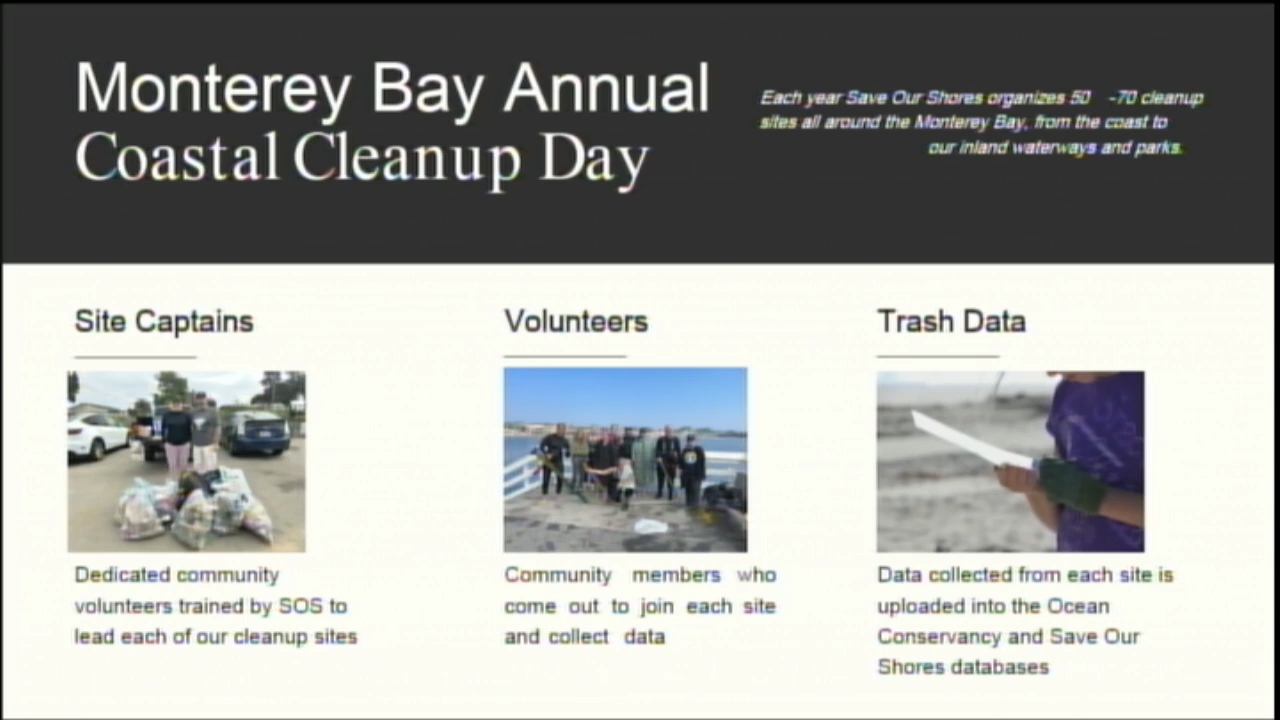 Monterey Bay Annual
Coastal Cleanup Day
Each year Save Our Shores organizes 50 -70 cleanup
sites all around the Monterey Bay, from the coast to
our inland waterways and parks.
Site Captains
Volunteers
Trash Data
Dedicated community
volunteers trained by SOS to
lead each of our cleanup sites
Community members who
come out to join each site
and collect data
Data collected from each site is
uploaded into the Ocean
Conservancy and Save Our
Shores databases